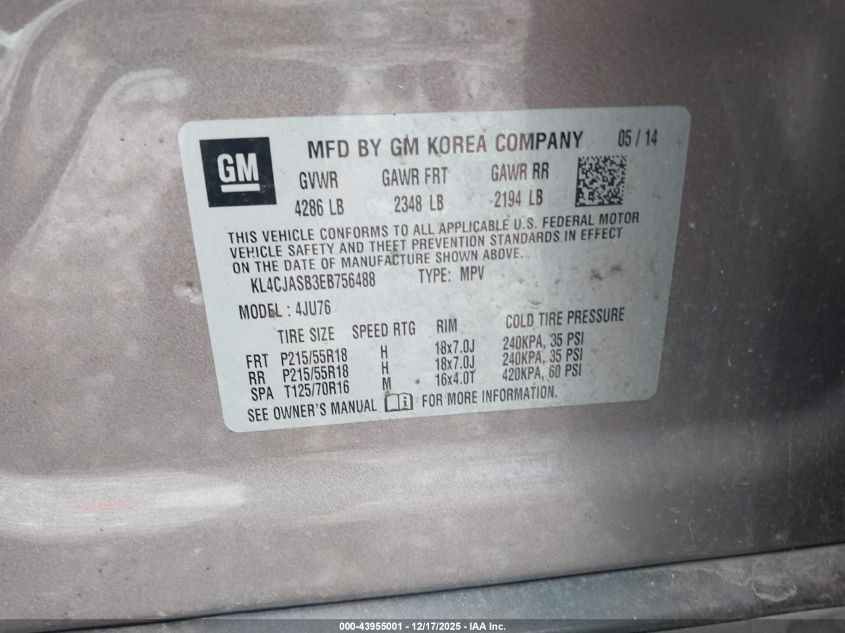 GM
MFD BY GM KOREA COMPANY 05 / 14
GVWR GAWR FRT GAWR RR
4286 LB 2348 LB 2194 LB
THIS VEHICLE CONFORMS TO ALL APPLICABLE U.S. FEDERAL MOTOR
VEHICLE SAFETY AND THEFT PREVENTION STANDARDS IN EFFECT
ON THE DATE OF MANUFACTURE SHOWN ABOVE.
KL4CJASB3EB756488 TYPE: MPV
MODEL : 4JU76
TIRE SIZE SPEED RTG RIM COLD TIRE PRESSURE
FRT P215/55R18 H 18x7.0J 240KPA, 35 PSI
RR P215/55R18 H 18x7.0J 240KPA, 35 PSI
SPA T125/70R16 M 16x4.0T 420KPA, 60 PSI
SEE OWNER'S MANUAL FOR MORE INFORMATION.
000-43955001 - 12/17/2025 - IAA Inc.